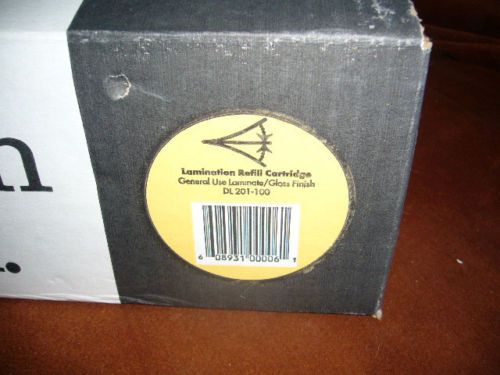 n
.
Lamination Refill Cartridge
General Use Laminate/Gloss Finish
DL 201-100
6 08931 00006 1